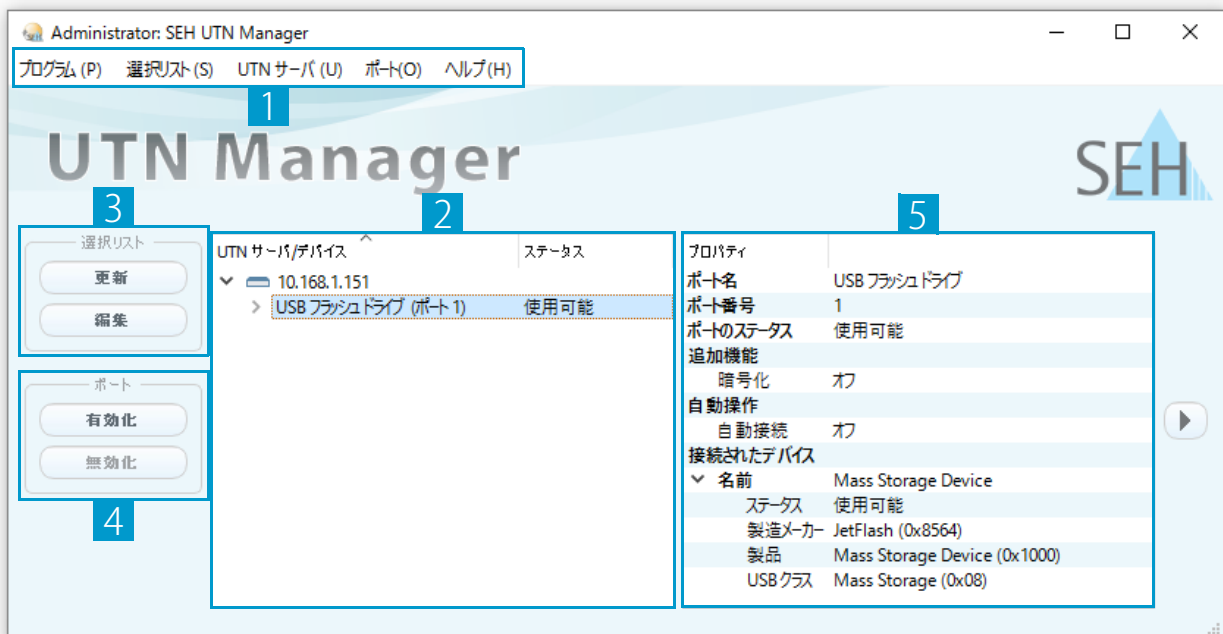 Administrator: SEH UTN Manager
プログラム (P) 選択リスト (S) UTN サーバ (U) ポート(O) ヘルプ(H)
1
UTN Manager
SEH
3
2
5
選択リスト
更新
編集
ポート
有効化
無効化
4
UTN サーバ/デバイス ステータス
10.168.1.151
USB フラッシュ ドライブ (ポート 1) 使用可能
プロパティ
ポート名 USB フラッシュ ドライブ
ポート番号 1
ポートのステータス 使用可能
追加機能
暗号化 オフ
自動操作
自動接続 オフ
接続されたデバイス
名前 Mass Storage Device
ステータス 使用可能
製造メーカー JetFlash (0x8564)
製品 Mass Storage Device (0x1000)
USB クラス Mass Storage (0x08)